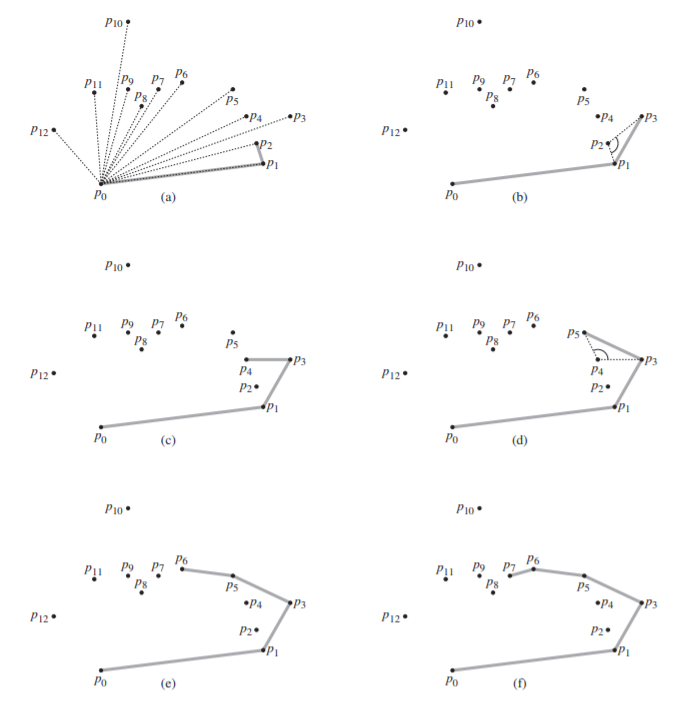 p10 p10
p11 p9 p7 p6 p11 p9 p7 p6
p8 p5 p8 p5
p4 p3 p4 p3
p12 p2 p12 p2
p1 p1
p0 (a) p0 (b)
p10 p10
p11 p9 p7 p6 p11 p9 p7 p6
p8 p5 p8 p5
p3 p3
p12 p4 p12 p4
p2 p2
p1 p1
p0 (c) p0 (d)
p10 p10
p11 p9 p7 p6 p11 p9 p7 p6
p8 p5 p8 p5
p4 p3 p4 p3
p12 p2 p12 p2
p1 p1
p0 (e) p0 (f)